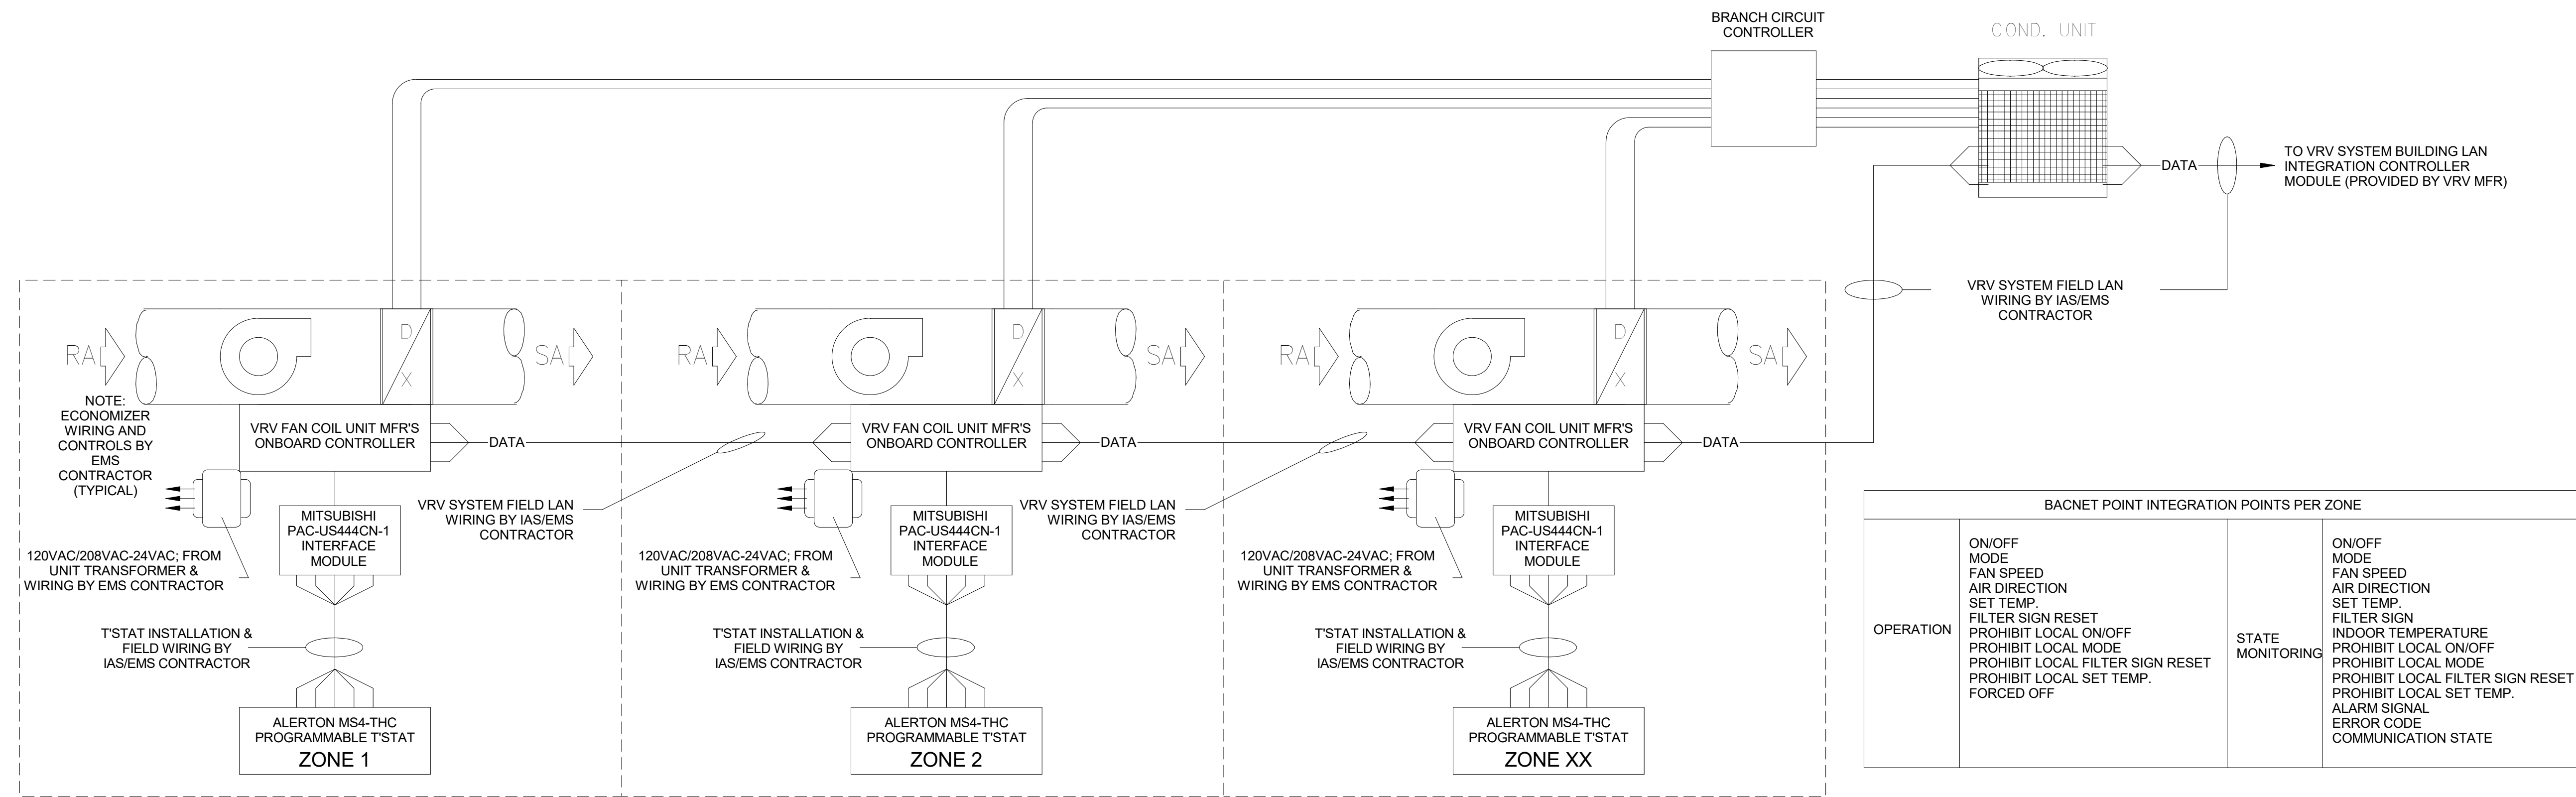 BRANCH CIRCUIT
CONTROLLER
COND. UNIT
DATA
TO VRV SYSTEM BUILDING LAN
INTEGRATION CONTROLLER
MODULE (PROVIDED BY VRV MFR)
VRV SYSTEM FIELD LAN
WIRING BY IAS/EMS
CONTRACTOR
RA
D
X
SA
NOTE:
ECONOMIZER
WIRING AND
CONTROLS BY
EMS
CONTRACTOR
(TYPICAL)
VRV FAN COIL UNIT MFR'S
ONBOARD CONTROLLER
DATA
VRV SYSTEM FIELD LAN
WIRING BY IAS/EMS
CONTRACTOR
MITSUBISHI
PAC-US444CN-1
INTERFACE
MODULE
120VAC/208VAC-24VAC; FROM
UNIT TRANSFORMER &
WIRING BY EMS CONTRACTOR
T'STAT INSTALLATION &
FIELD WIRING BY
IAS/EMS CONTRACTOR
ALERTON MS4-THC
PROGRAMMABLE T'STAT
ZONE 1
RA
D
X
SA
VRV FAN COIL UNIT MFR'S
ONBOARD CONTROLLER
DATA
VRV SYSTEM FIELD LAN
WIRING BY IAS/EMS
CONTRACTOR
MITSUBISHI
PAC-US444CN-1
INTERFACE
MODULE
120VAC/208VAC-24VAC; FROM
UNIT TRANSFORMER &
WIRING BY EMS CONTRACTOR
T'STAT INSTALLATION &
FIELD WIRING BY
IAS/EMS CONTRACTOR
ALERTON MS4-THC
PROGRAMMABLE T'STAT
ZONE 2
RA
D
X
SA
VRV FAN COIL UNIT MFR'S
ONBOARD CONTROLLER
DATA
MITSUBISHI
PAC-US444CN-1
INTERFACE
MODULE
120VAC/208VAC-24VAC; FROM
UNIT TRANSFORMER &
WIRING BY EMS CONTRACTOR
T'STAT INSTALLATION &
FIELD WIRING BY
IAS/EMS CONTRACTOR
ALERTON MS4-THC
PROGRAMMABLE T'STAT
ZONE XX
BACNET POINT INTEGRATION POINTS PER ZONE
OPERATION
ON/OFF
MODE
FAN SPEED
AIR DIRECTION
SET TEMP.
FILTER SIGN RESET
PROHIBIT LOCAL ON/OFF
PROHIBIT LOCAL MODE
PROHIBIT LOCAL FILTER SIGN RESET
PROHIBIT LOCAL SET TEMP.
FORCED OFF
STATE
MONITORING
ON/OFF
MODE
FAN SPEED
AIR DIRECTION
SET TEMP.
FILTER SIGN
INDOOR TEMPERATURE
PROHIBIT LOCAL ON/OFF
PROHIBIT LOCAL MODE
PROHIBIT LOCAL FILTER SIGN RESET
PROHIBIT LOCAL SET TEMP.
ALARM SIGNAL
ERROR CODE
COMMUNICATION STATE